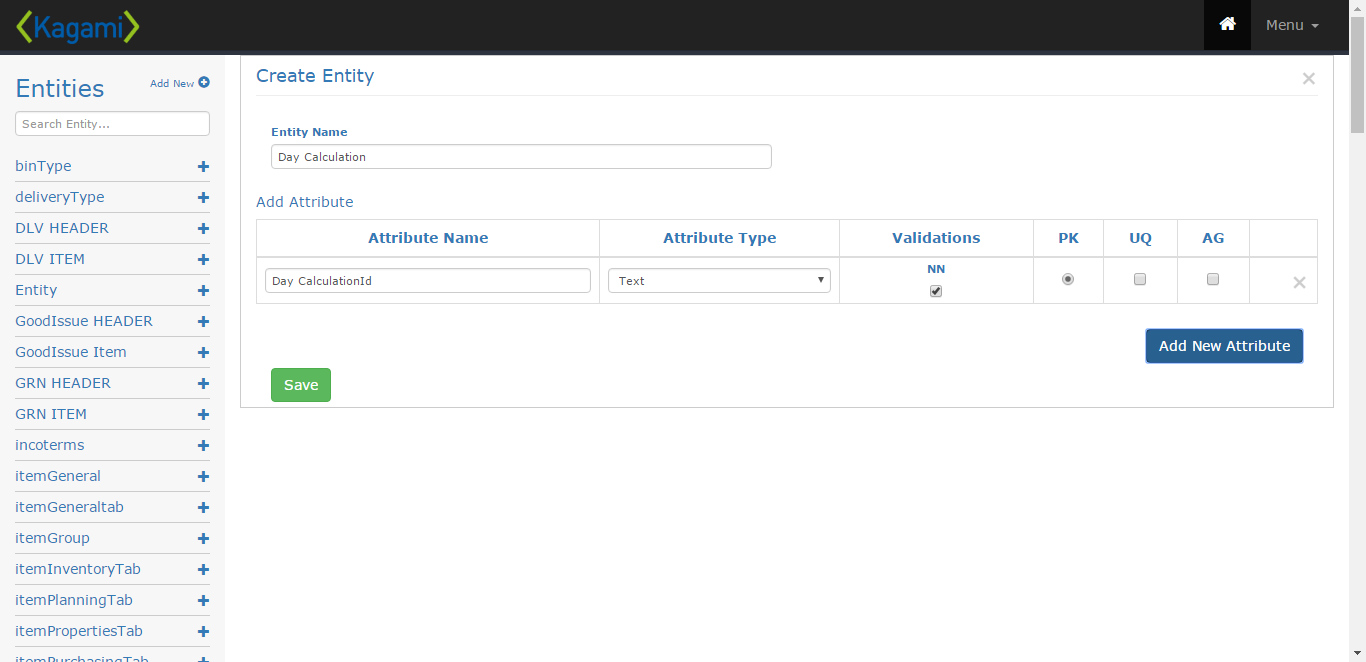 <Kagami>
Menu
Entities
Add New
Search Entity...
binType
deliveryType
DLV HEADER
DLV ITEM
Entity
GoodIssue HEADER
GoodIssue Item
GRN HEADER
GRN ITEM
incoterms
itemGeneral
itemGeneraltab
itemGroup
itemInventoryTab
itemPlanningTab
itemPropertiesTab
itemPurchasingTab
Create Entity
Entity Name
Day Calculation
Add Attribute
Attribute Name Attribute Type Validations PK UQ AG
NN
Day CalculationId Text
Add New Attribute
Save